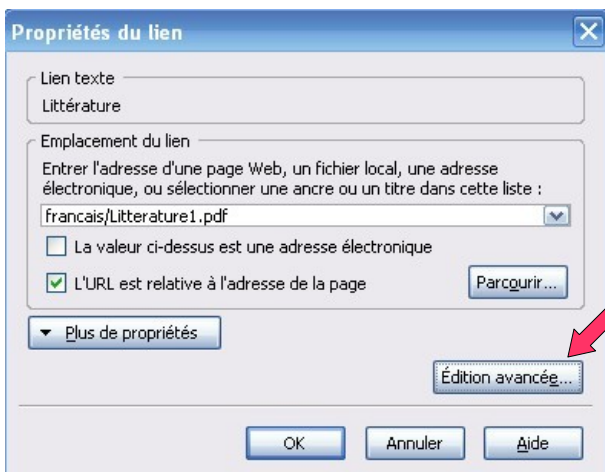 Propriétés du lien
Lien texte
Littérature
Emplacement du lien
Entrer l'adresse d'une page Web, un fichier local, une adresse
électronique, ou sélectionner une ancre ou un titre dans cette liste :
francais/Litterature1.pdf
La valeur ci-dessus est une adresse électronique
L'URL est relative à l'adresse de la page
Parcourir...
Plus de propriétés
Édition avancée...
OK Annuler Aide